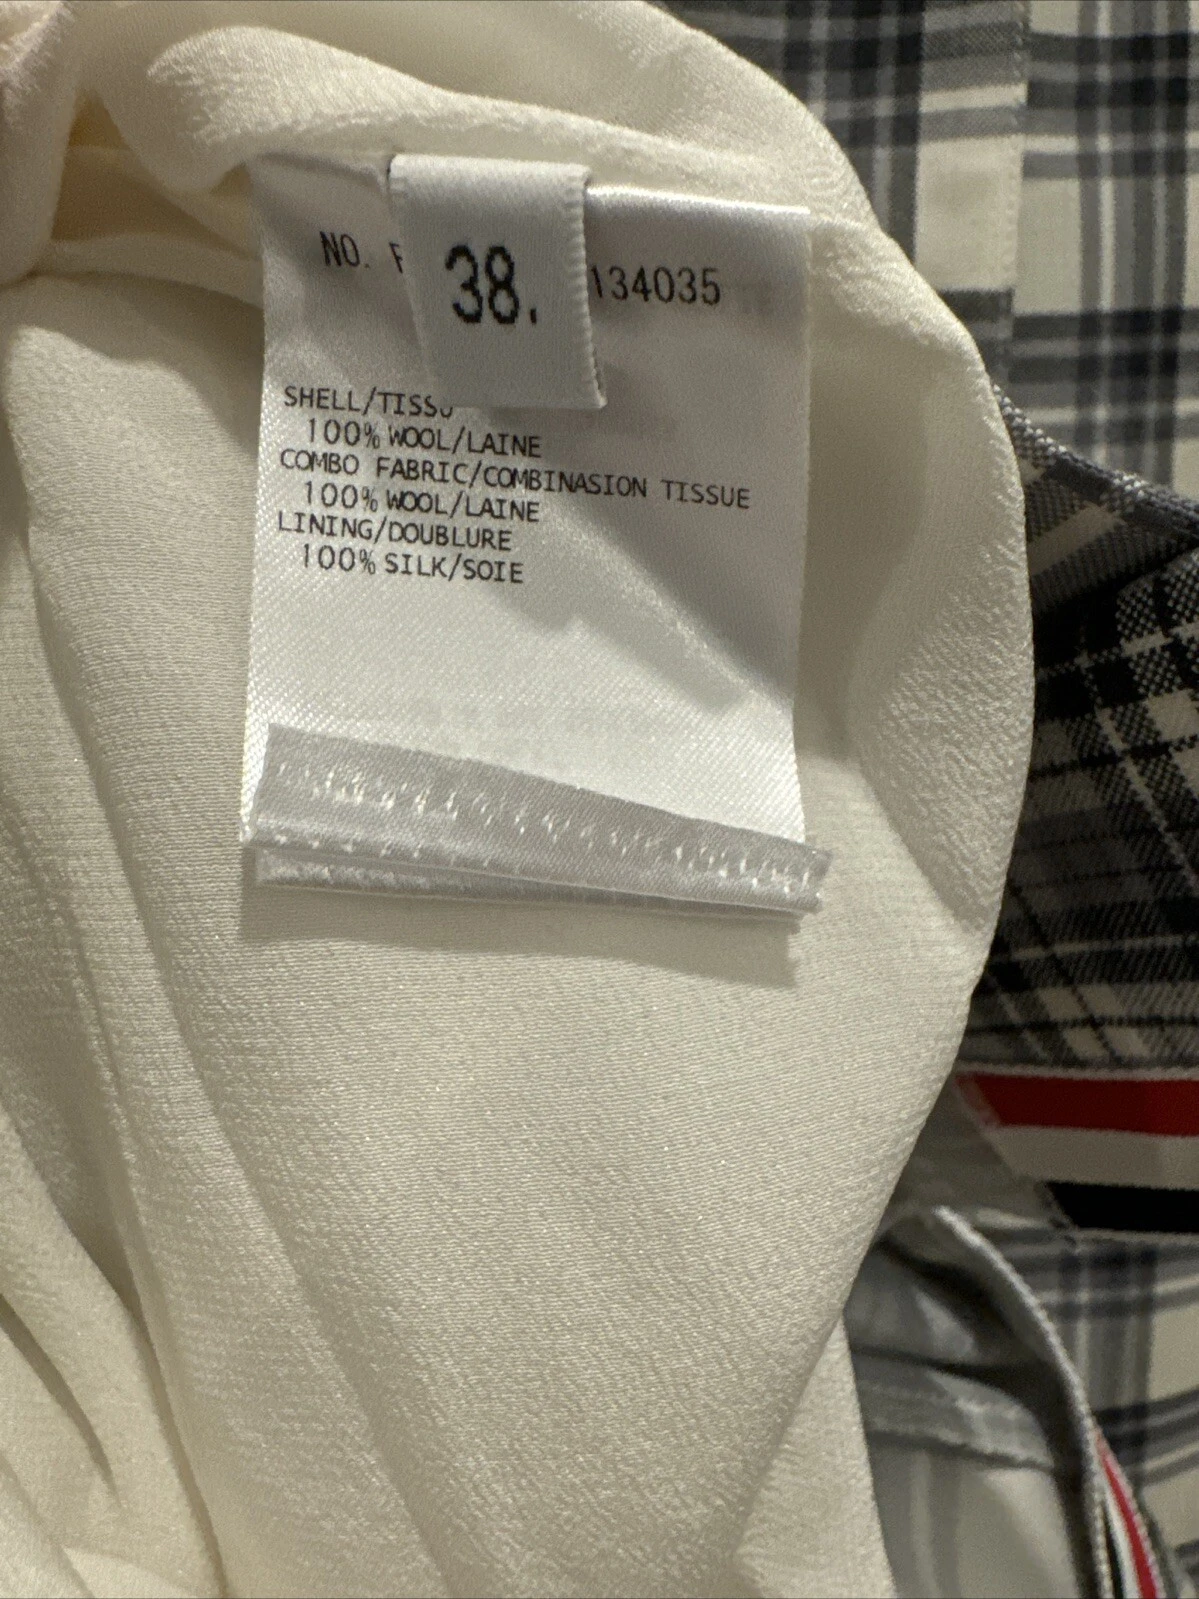 NO. F 134035
38.
SHELL/TISSU
100% WOOL/LAINE
COMBO FABRIC/COMBINASION TISSUE
100% WOOL/LAINE
LINING/DOUBLURE
100% SILK/SOIE